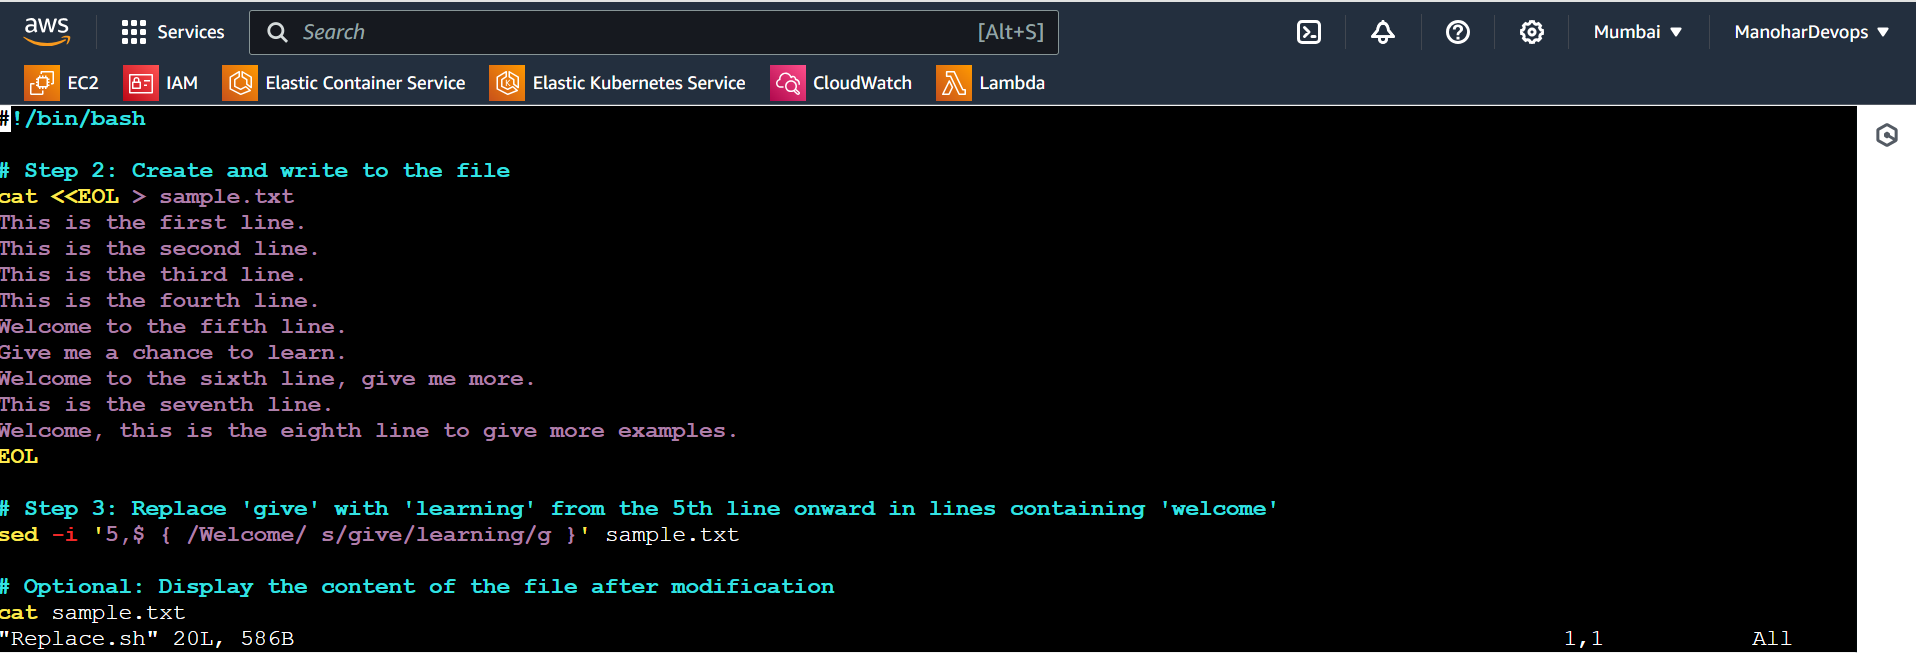 aws Services Search [Alt+S] Mumbai ManoharDevops
EC2 IAM Elastic Container Service Elastic Kubernetes Service CloudWatch Lambda
#!/bin/bash
# Step 2: Create and write to the file
cat <<EOL > sample.txt
This is the first line.
This is the second line.
This is the third line.
This is the fourth line.
Welcome to the fifth line.
Give me a chance to learn.
Welcome to the sixth line, give me more.
This is the seventh line.
Welcome, this is the eighth line to give more examples.
EOL
# Step 3: Replace 'give' with 'learning' from the 5th line onward in lines containing 'welcome'
sed -i '5,$ { /Welcome/ s/give/learning/g }' sample.txt
# Optional: Display the content of the file after modification
cat sample.txt
"Replace.sh" 20L, 586B 1,1 All